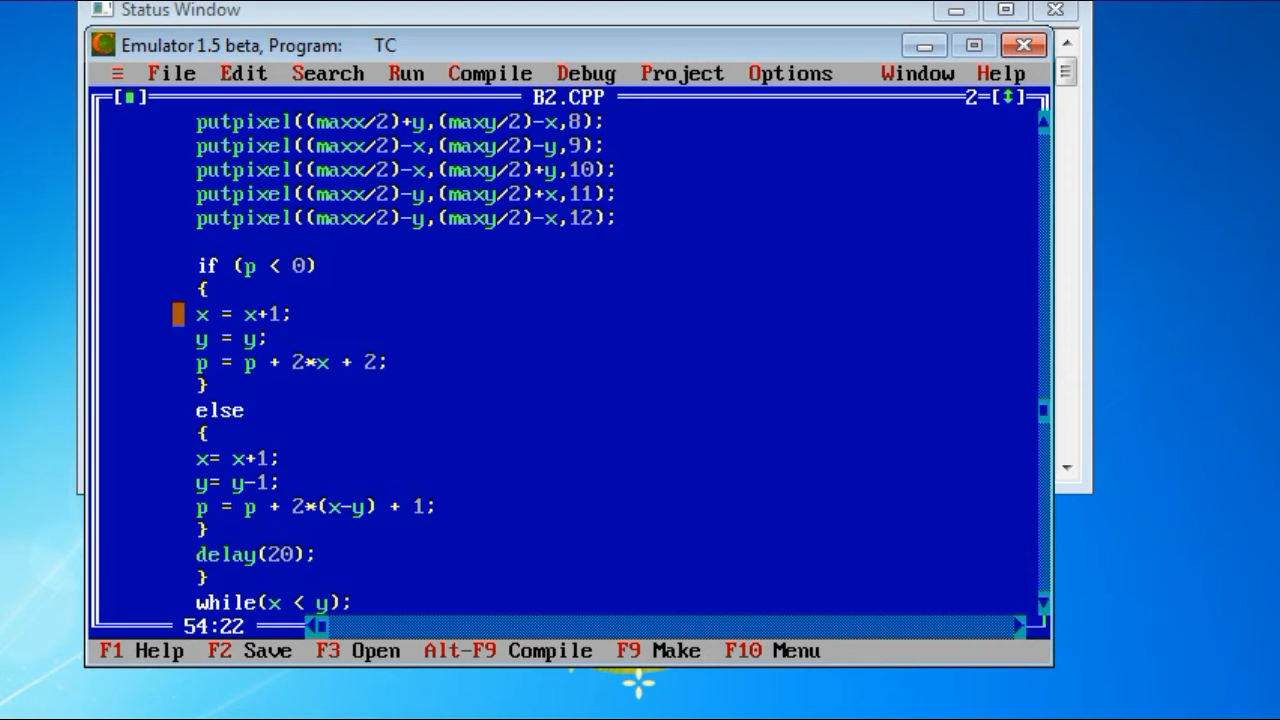 Status Window
Emulator 1.5 beta, Program: TC
≡ File Edit Search Run Compile Debug Project Options Window Help
[■] B2.CPP 2=[↕]
putpixel((maxx/2)+y,(maxy/2)-x,8);
putpixel((maxx/2)-x,(maxy/2)-y,9);
putpixel((maxx/2)-x,(maxy/2)+y,10);
putpixel((maxx/2)-y,(maxy/2)+x,11);
putpixel((maxx/2)-y,(maxy/2)-x,12);
if (p < 0)
{
x = x+1;
y = y;
p = p + 2*x + 2;
}
else
{
x= x+1;
y= y-1;
p = p + 2*(x-y) + 1;
}
delay(20);
}
while(x < y);
54:22
F1 Help F2 Save F3 Open Alt-F9 Compile F9 Make F10 Menu